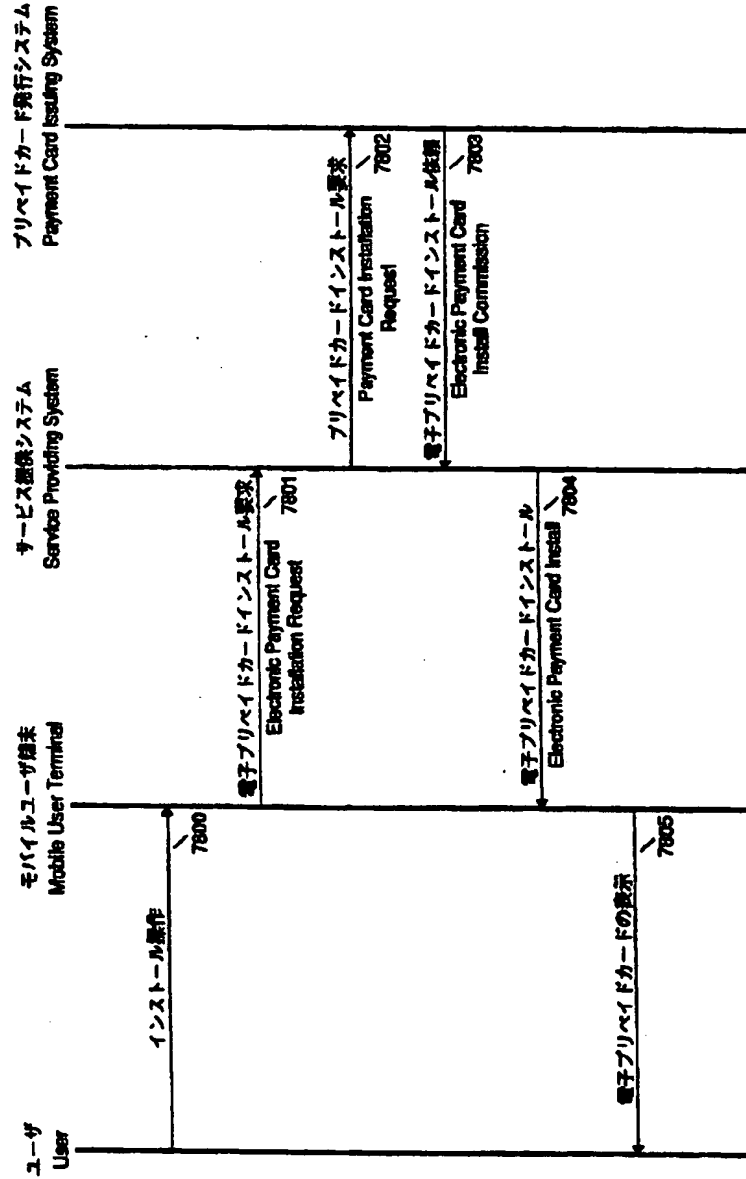 ユーザ
User
モバイルユーザ端末
Mobile User Terminal
サービス提供システム
Service Providing System
プリペイドカード発行システム
Payment Card Issuing System
インストール操作
7800
電子プリペイドカードインストール要求
7801
Electronic Payment Card
Installation Request
プリペイドカードインストール要求
7802
Payment Card Installation
Request
電子プリペイドカードインストール依頼
7803
Electronic Payment Card
Install Commission
電子プリペイドカードインストール
7804
Electronic Payment Card Install
電子プリペイドカードの表示
7805